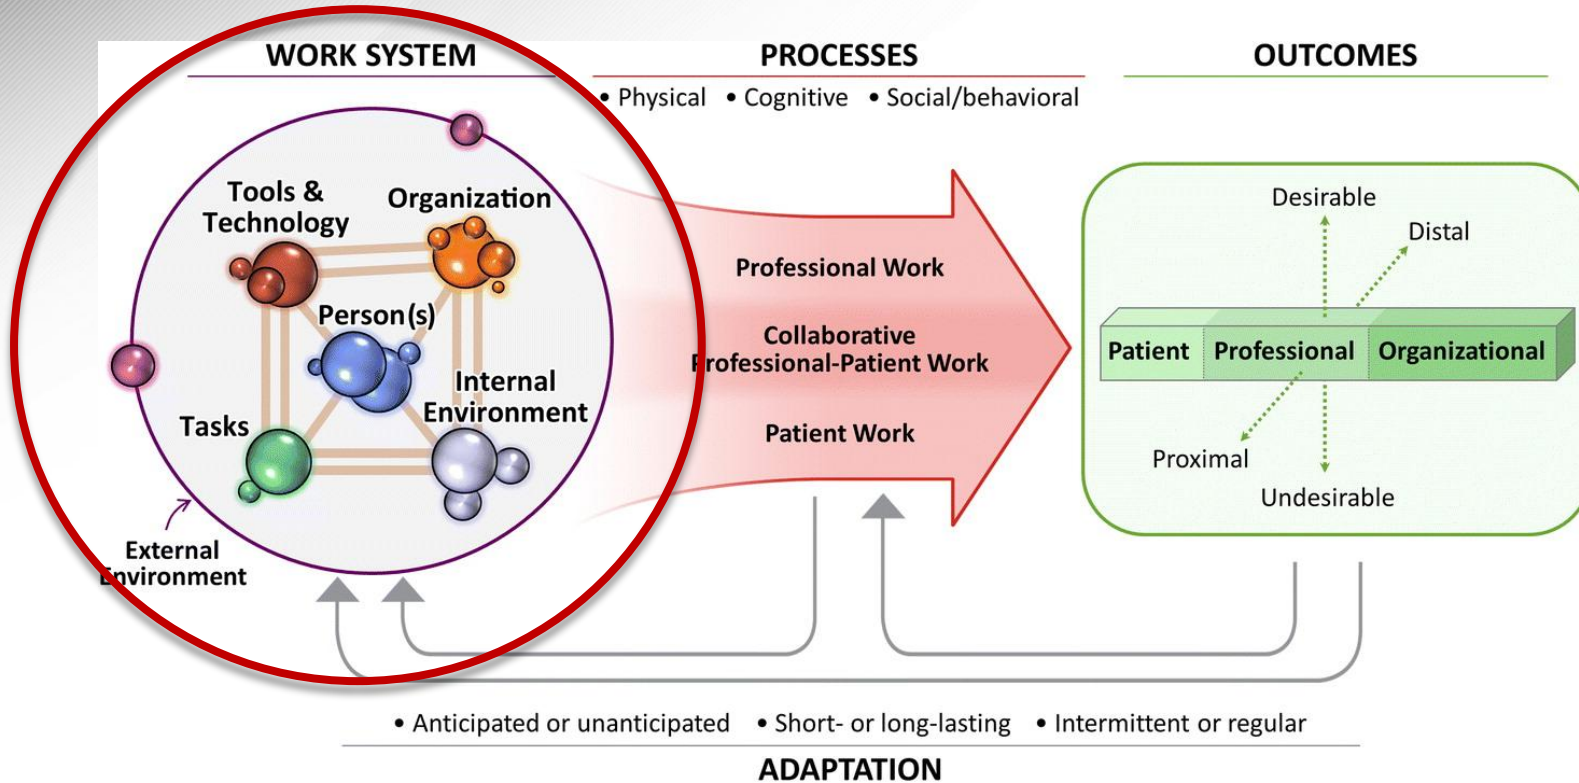 WORK SYSTEM
PROCESSES
• Physical • Cognitive • Social/behavioral
OUTCOMES
Tools &
Technology
Organization
Person(s)
Internal
Environment
Tasks
External
Environment
Professional Work
Collaborative
Professional-Patient Work
Patient Work
Desirable
Distal
Patient
Professional
Organizational
Proximal
Undesirable
• Anticipated or unanticipated • Short- or long-lasting • Intermittent or regular
ADAPTATION